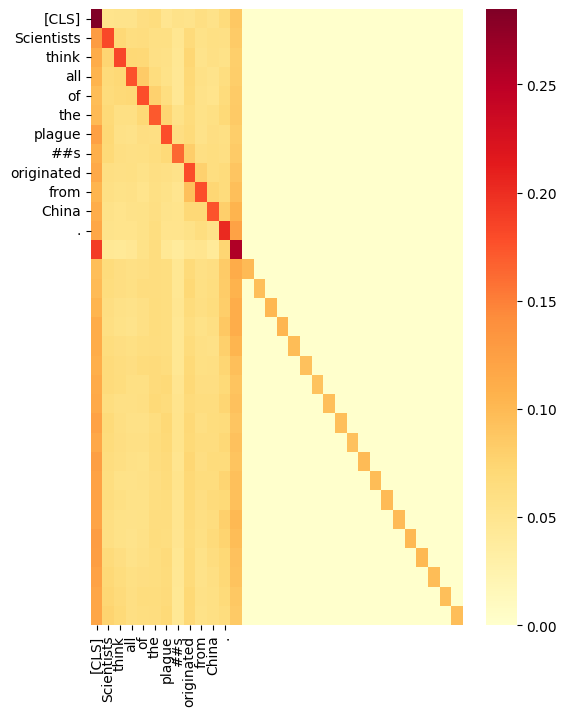 [CLS]
Scientists
think
all
of
the
plague
##s
originated
from
China
.
0.25
0.20
0.15
0.10
0.05
0.00
[CLS]
Scientists
think
all
of
the
plague
##s
originated
from
China
.